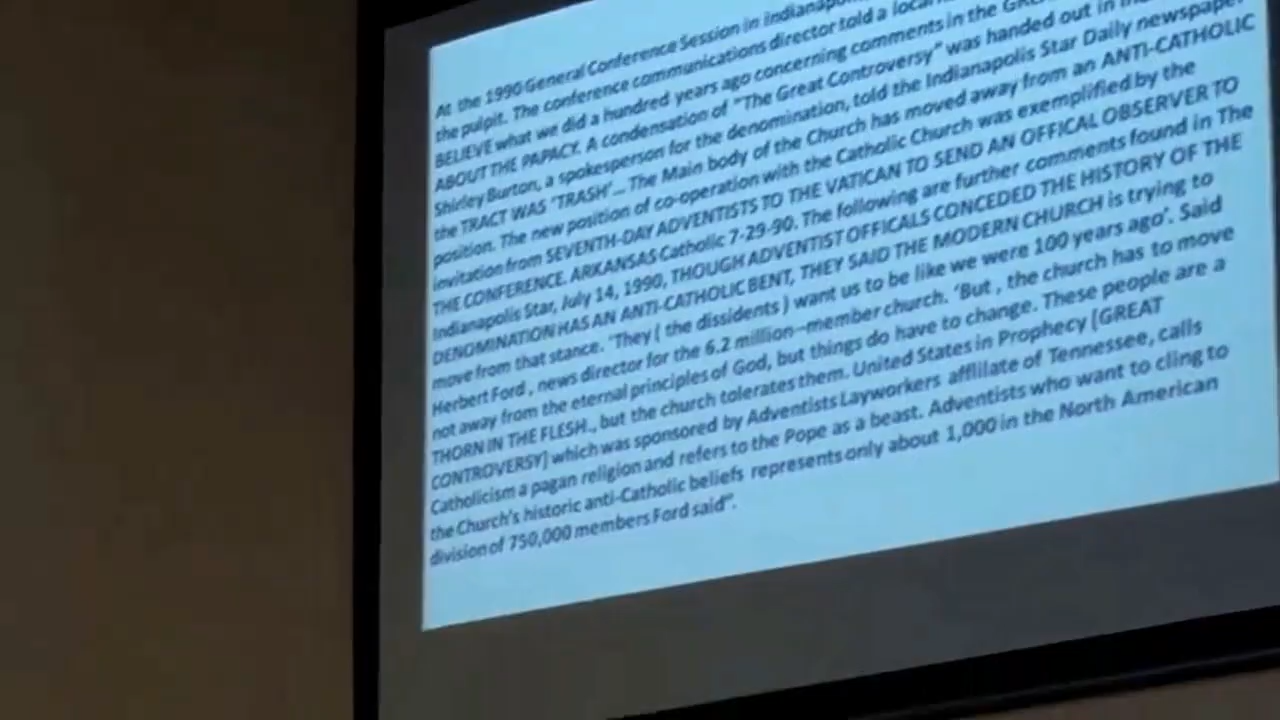 At the 1990 General Conference Session in
the pulpit. The conference communications director told a
BELIEVE what we did a hundred years ago concerning comments in the
ABOUT THE PAPACY. A condensation of "The Great Controversy" was handed out in
Shirley Burton, a spokesperson for the denomination, told the Indianapolis Star Daily
the TRACT WAS 'TRASH'... The Main body of the Church has moved away from an ANTI-CATHOLIC
position. The new position of co-operation with the Catholic Church was exemplified by the
invitation from SEVENTH-DAY ADVENTISTS TO THE VATICAN TO SEND AN OFFICAL OBSERVER TO
THE CONFERENCE. ARKANSAS Catholic 7-29-90. The following are further comments found in The
Indianapolis Star, July 14, 1990, THOUGH ADVENTIST OFFICALS CONCEDED THE HISTORY OF THE
DENOMINATION HAS AN ANTI-CATHOLIC BENT, THEY SAID THE MODERN CHURCH is trying to
move from that stance. 'They ( the dissidents ) want us to be like we were 100 years ago'. Said
Herbert Ford , news director for the 6.2 million–member church. 'But , the church has to move
not away from the eternal principles of God, but things do have to change. These people are a
THORN IN THE FLESH., but the church tolerates them. United States in Prophecy [GREAT
CONTROVERSY] which was sponsored by Adventists Layworkers afflilate of Tennessee, calls
Catholicism a pagan religion and refers to the Pope as a beast. Adventists who want to cling to
the Church's historic anti-Catholic beliefs represents only about 1,000 in the North American
division of 750,000 members Ford said".